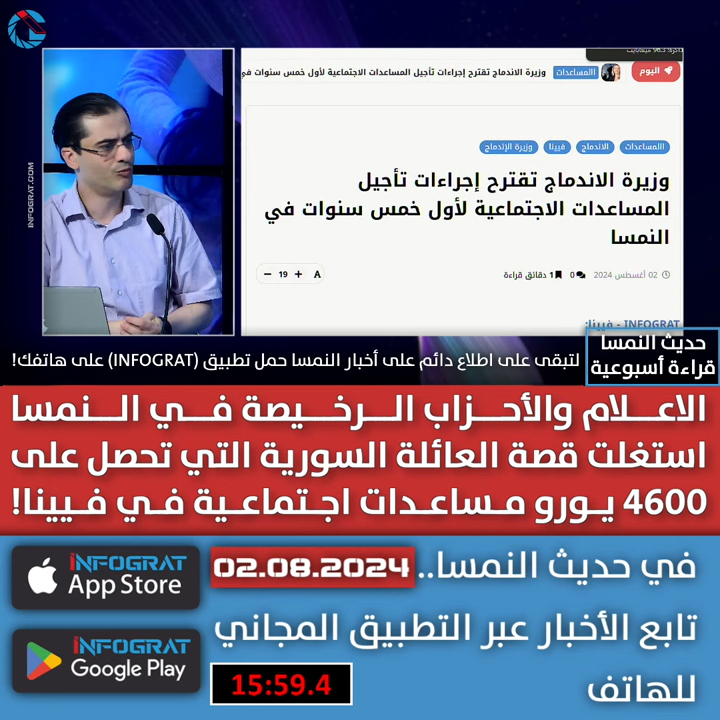 المساعدات
وزيرة الاندماج تقترح إجراءات تأجيل المساعدات الاجتماعية لأول خمس سنوات في
اليوم
المساعدات
الاندماج
فيينا
وزيرة الإندماج
وزيرة الاندماج تقترح إجراءات تأجيل
المساعدات الاجتماعية لأول خمس سنوات في
النمسا
02 أغسطس 2024
0
1 دقائق قراءة
A + 19 −
INFOGRAT - فيينا:
INFOGRAT.COM
حديث النمسا
قراءة أسبوعية
لتبقى على اطلاع دائم على أخبار النمسا حمل تطبيق (INFOGRAT) على هاتفك!
الاعلام والأحزاب الرخيصة في النمسا
استغلت قصة العائلة السورية التي تحصل على
4600 يورو مساعدات اجتماعية في فيينا!
في حديث النمسا.. 02.08.2024
تابع الأخبار عبر التطبيق المجاني
للهاتف
INFOGRAT
App Store
INFOGRAT
Google Play
15:59.4